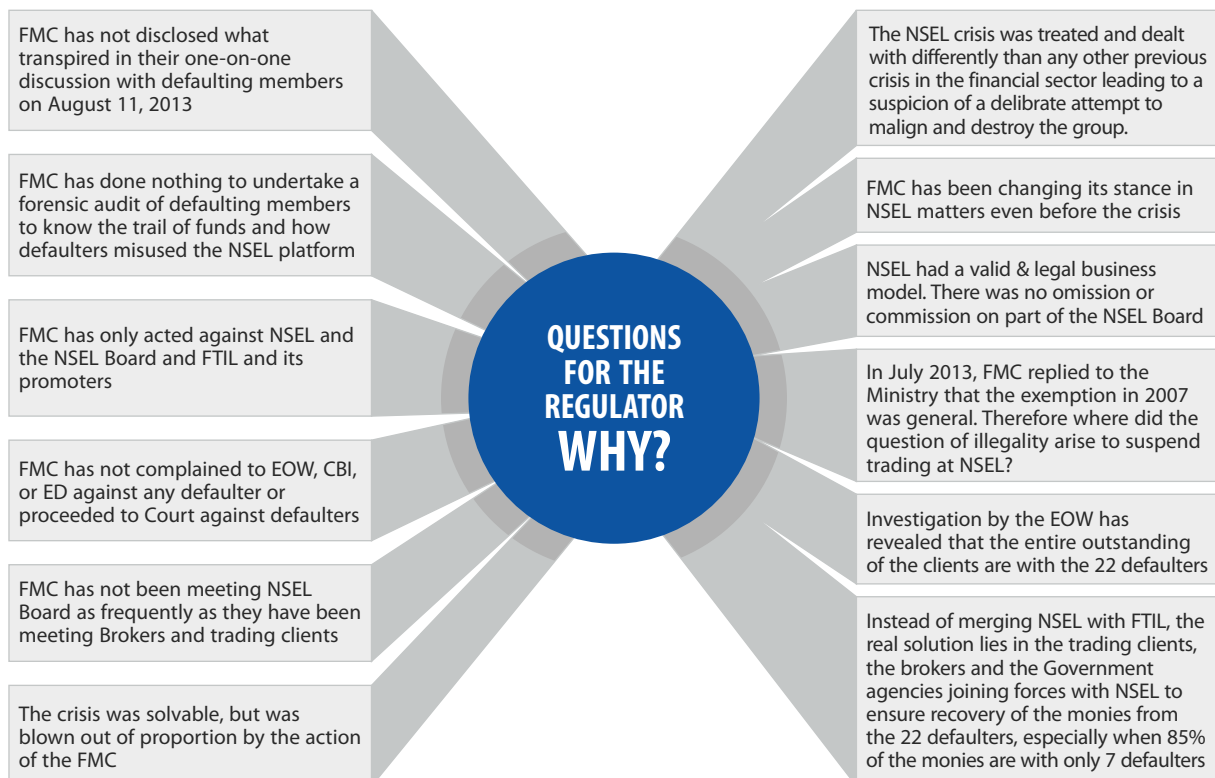 FMC has not disclosed what
transpired in their one-on-one
discussion with defaulting members
on August 11, 2013
FMC has done nothing to undertake a
forensic audit of defaulting members
to know the trail of funds and how
defaulters misused the NSEL platform
FMC has only acted against NSEL and
the NSEL Board and FTIL and its
promoters
FMC has not complained to EOW, CBI,
or ED against any defaulter or
proceeded to Court against defaulters
FMC has not been meeting NSEL
Board as frequently as they have been
meeting Brokers and trading clients
The crisis was solvable, but was
blown out of proportion by the action
of the FMC
QUESTIONS
FOR THE
REGULATOR
WHY?
The NSEL crisis was treated and dealt
with differently than any other previous
crisis in the financial sector leading to a
suspicion of a delibrate attempt to
malign and destroy the group.
FMC has been changing its stance in
NSEL matters even before the crisis
NSEL had a valid & legal business
model. There was no omission or
commission on part of the NSEL Board
In July 2013, FMC replied to the
Ministry that the exemption in 2007
was general. Therefore where did the
question of illegality arise to suspend
trading at NSEL?
Investigation by the EOW has
revealed that the entire outstanding
of the clients are with the 22 defaulters
Instead of merging NSEL with FTIL, the
real solution lies in the trading clients,
the brokers and the Government
agencies joining forces with NSEL to
ensure recovery of the monies from
the 22 defaulters, especially when 85%
of the monies are with only 7 defaulters